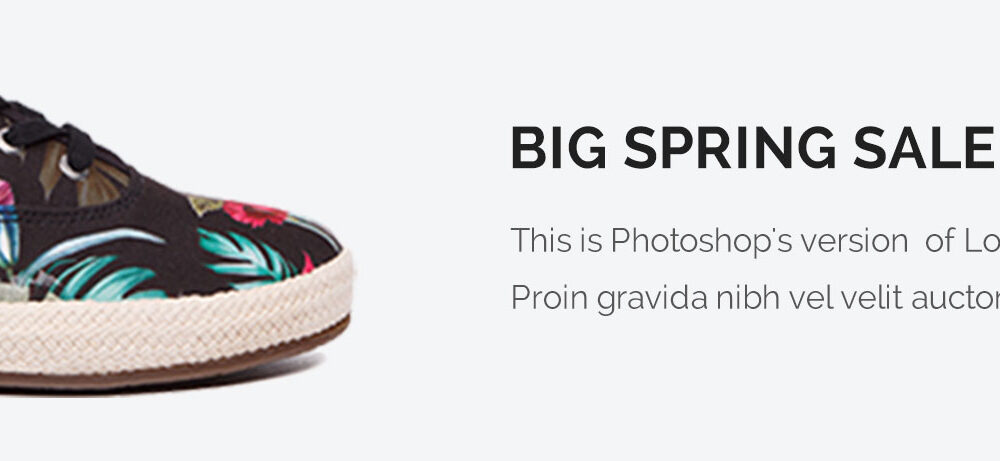 BIG SPRING SALE
This is Photoshop's version  of Lo
Proin gravida nibh vel velit auctor